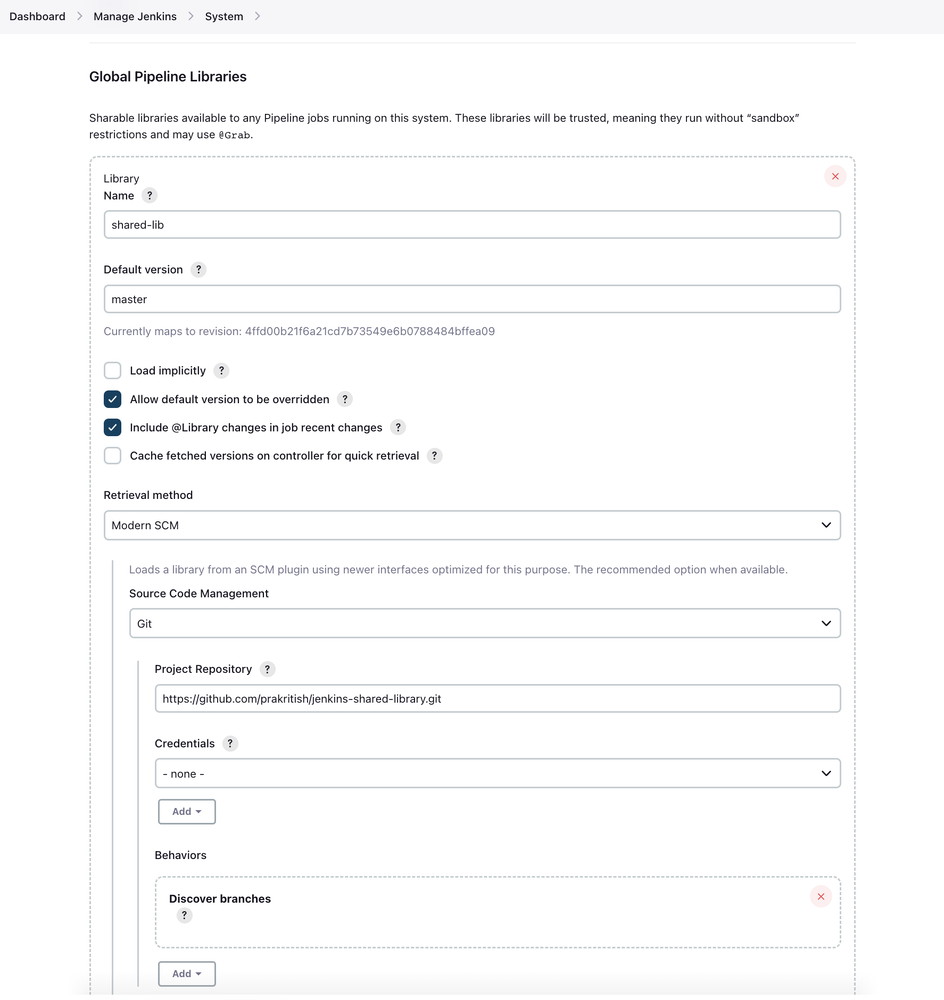 Dashboard > Manage Jenkins > System >
Global Pipeline Libraries
Sharable libraries available to any Pipeline jobs running on this system. These libraries will be trusted, meaning they run without “sandbox”
restrictions and may use @Grab.
Library
Name ?
shared-lib
Default version ?
master
Currently maps to revision: 4ffd00b21f6a21cd7b73549e6b0788484bffea09
Load implicitly ?
Allow default version to be overridden ?
Include @Library changes in job recent changes ?
Cache fetched versions on controller for quick retrieval ?
Retrieval method
Modern SCM
Loads a library from an SCM plugin using newer interfaces optimized for this purpose. The recommended option when available.
Source Code Management
Git
Project Repository ?
https://github.com/prakritish/jenkins-shared-library.git
Credentials ?
- none -
Add
Behaviors
Discover branches
?
Add